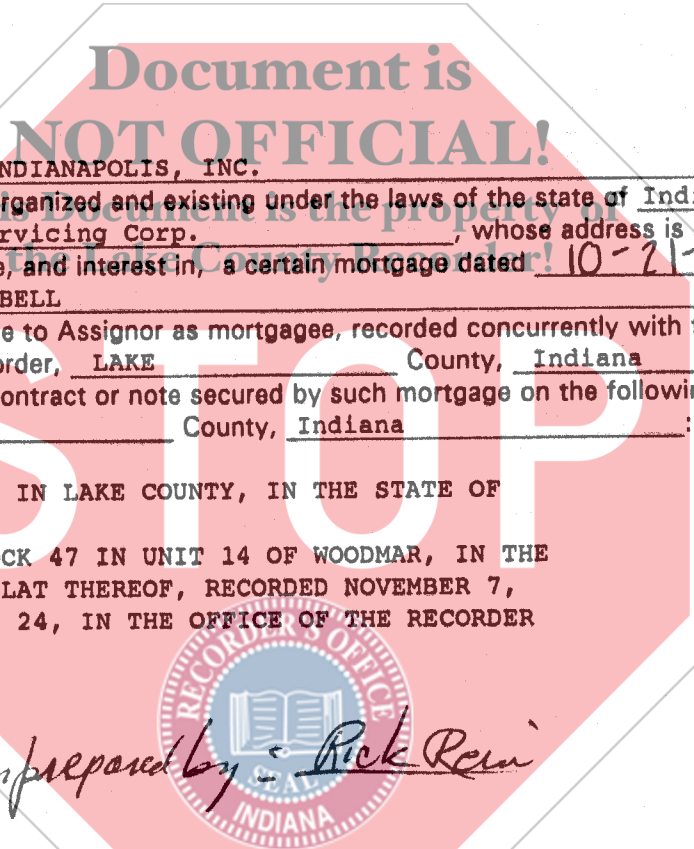 Document is
NOT OFFICIAL!
NDIANAPOLIS, INC.
rganized and existing under the laws of the state of Indi
This Document is the property of
rvicing Corp. , whose address is
the Lake County Recorder!
e, and interest in, a certain mortgage dated 10-21-
BELL
e to Assignor as mortgagee, recorded concurrently with t
order, LAKE County, Indiana
ontract or note secured by such mortgage on the followin
County, Indiana :
STOP
IN LAKE COUNTY, IN THE STATE OF
CK 47 IN UNIT 14 OF WOODMAR, IN THE
LAT THEREOF, RECORDED NOVEMBER 7,
24, IN THE OFFICE OF THE RECORDER
RECORDER'S OFFICE
prepared by : Rick
SEAL
INDIANA